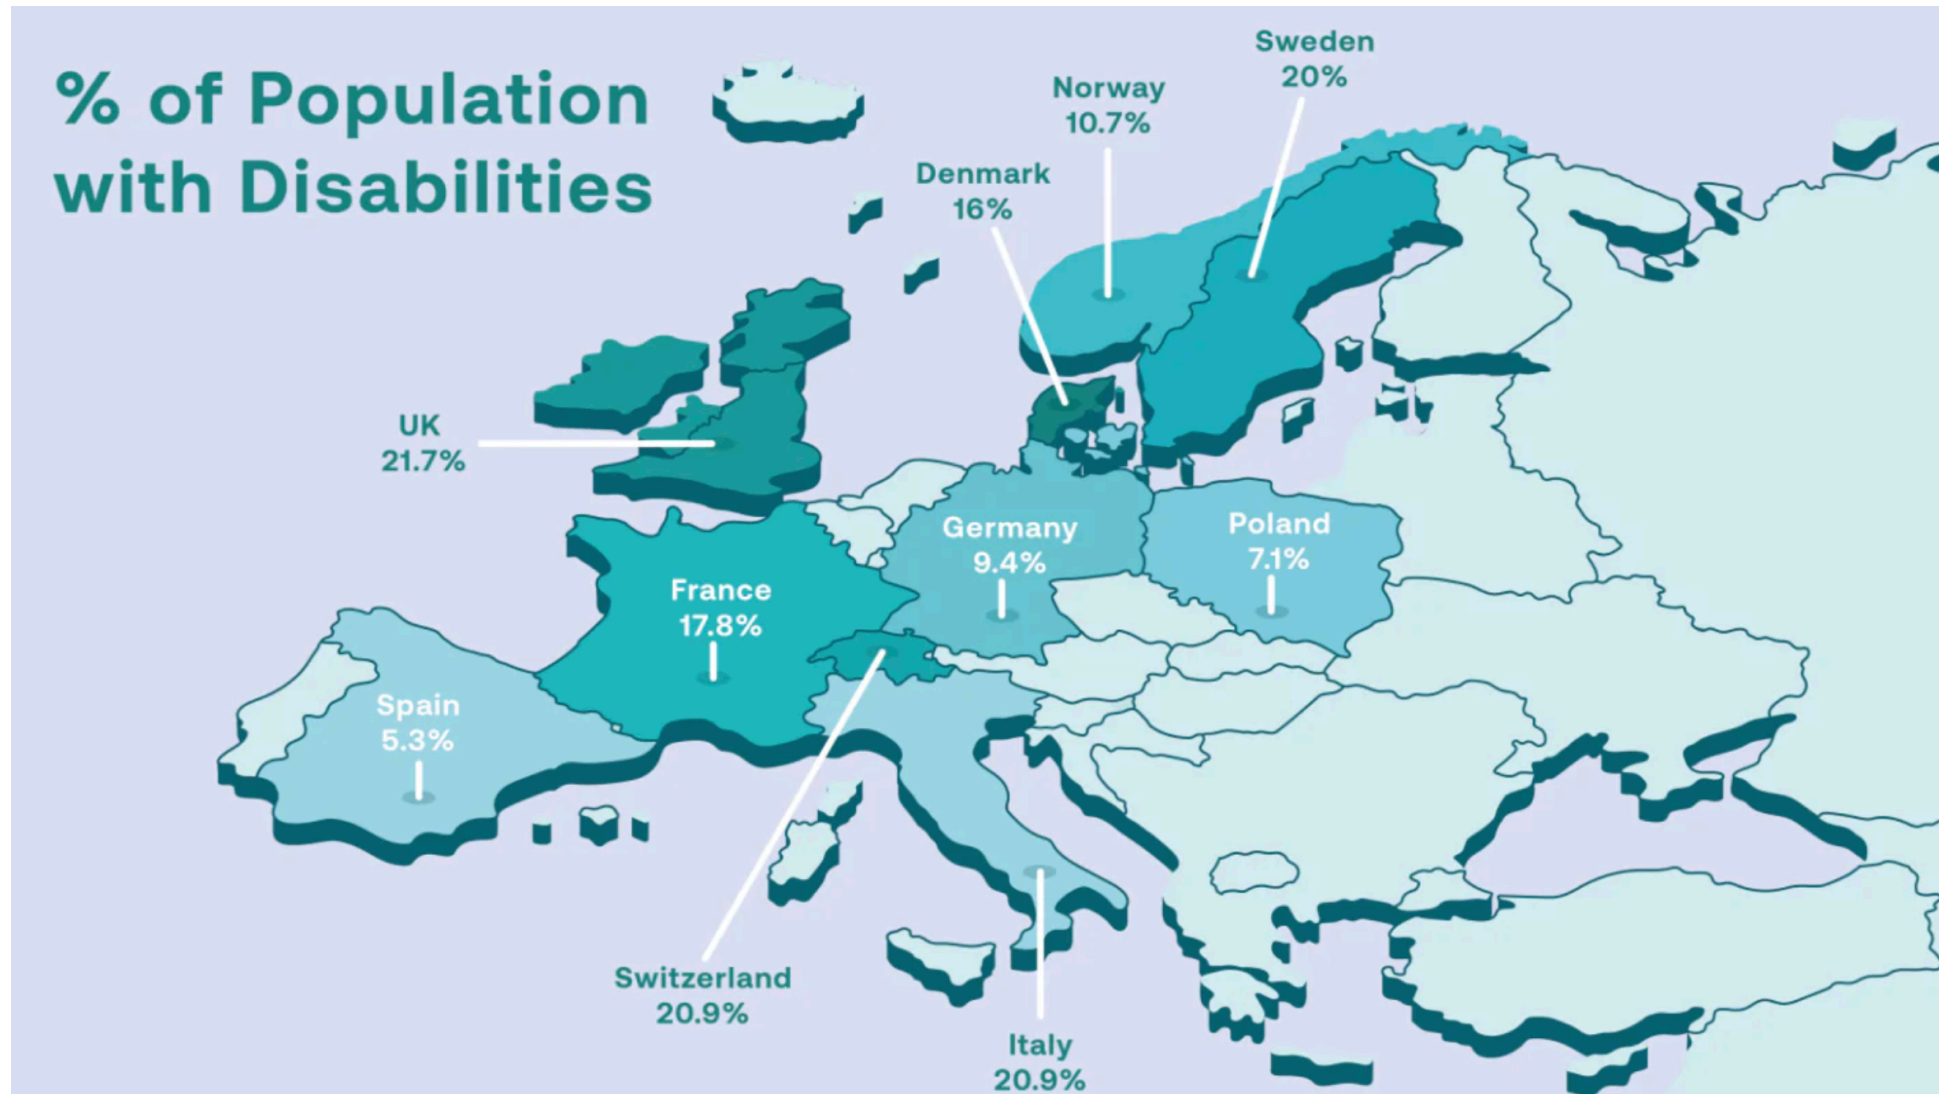 % of Population
with Disabilities
Sweden
20%
Norway
10.7%
Denmark
16%
UK
21.7%
Germany
9.4%
Poland
7.1%
France
17.8%
Spain
5.3%
Switzerland
20.9%
Italy
20.9%